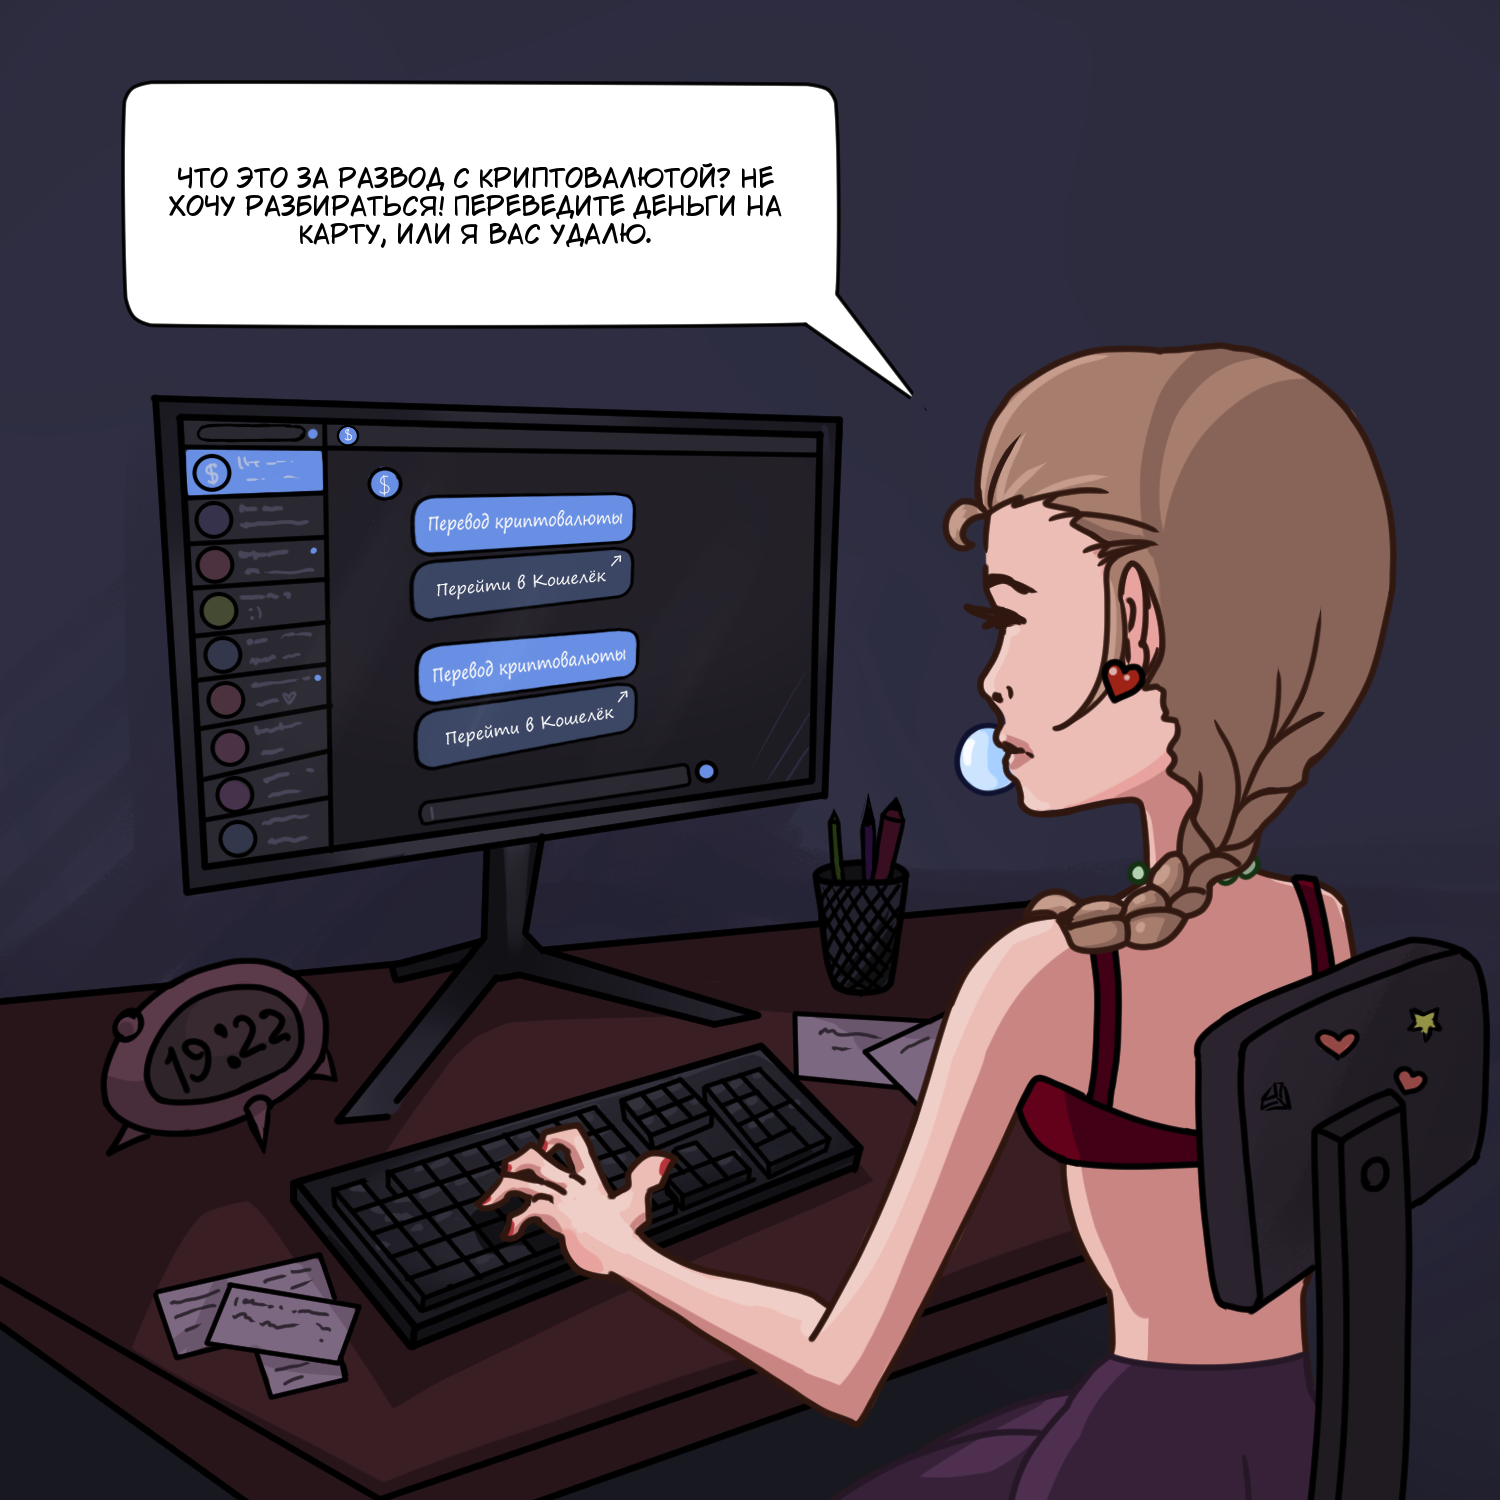 ЧТО ЭТО ЗА РАЗВОД С КРИПТОВАЛЮТОЙ? НЕ
ХОЧУ РАЗБИРАТЬСЯ! ПЕРЕВЕДИТЕ ДЕНЬГИ НА
КАРТУ, ИЛИ Я ВАС УДАЛЮ.
$
$
$
Перевод криптовалюты
Перейти в Кошелёк
:)
Перевод криптовалюты
Перейти в Кошелёк
19:22